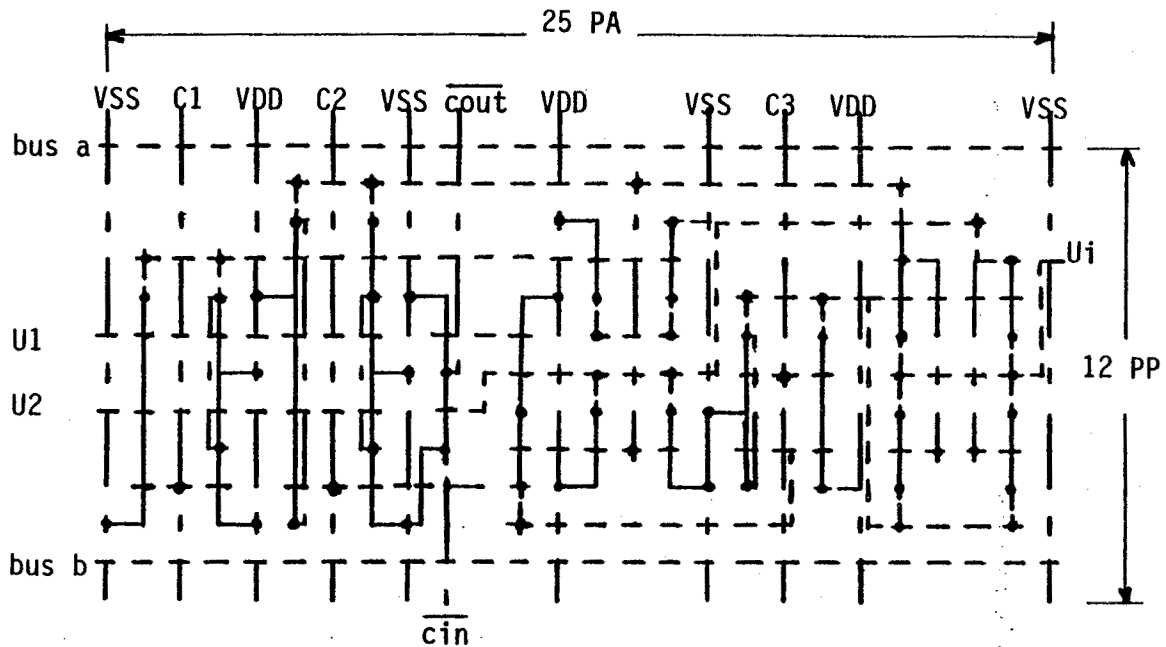 25 PA
VSS C1 VDD C2 VSS cout VDD VSS C3 VDD VSS
bus a
Ui
U1
12 PP
U2
bus b
cin